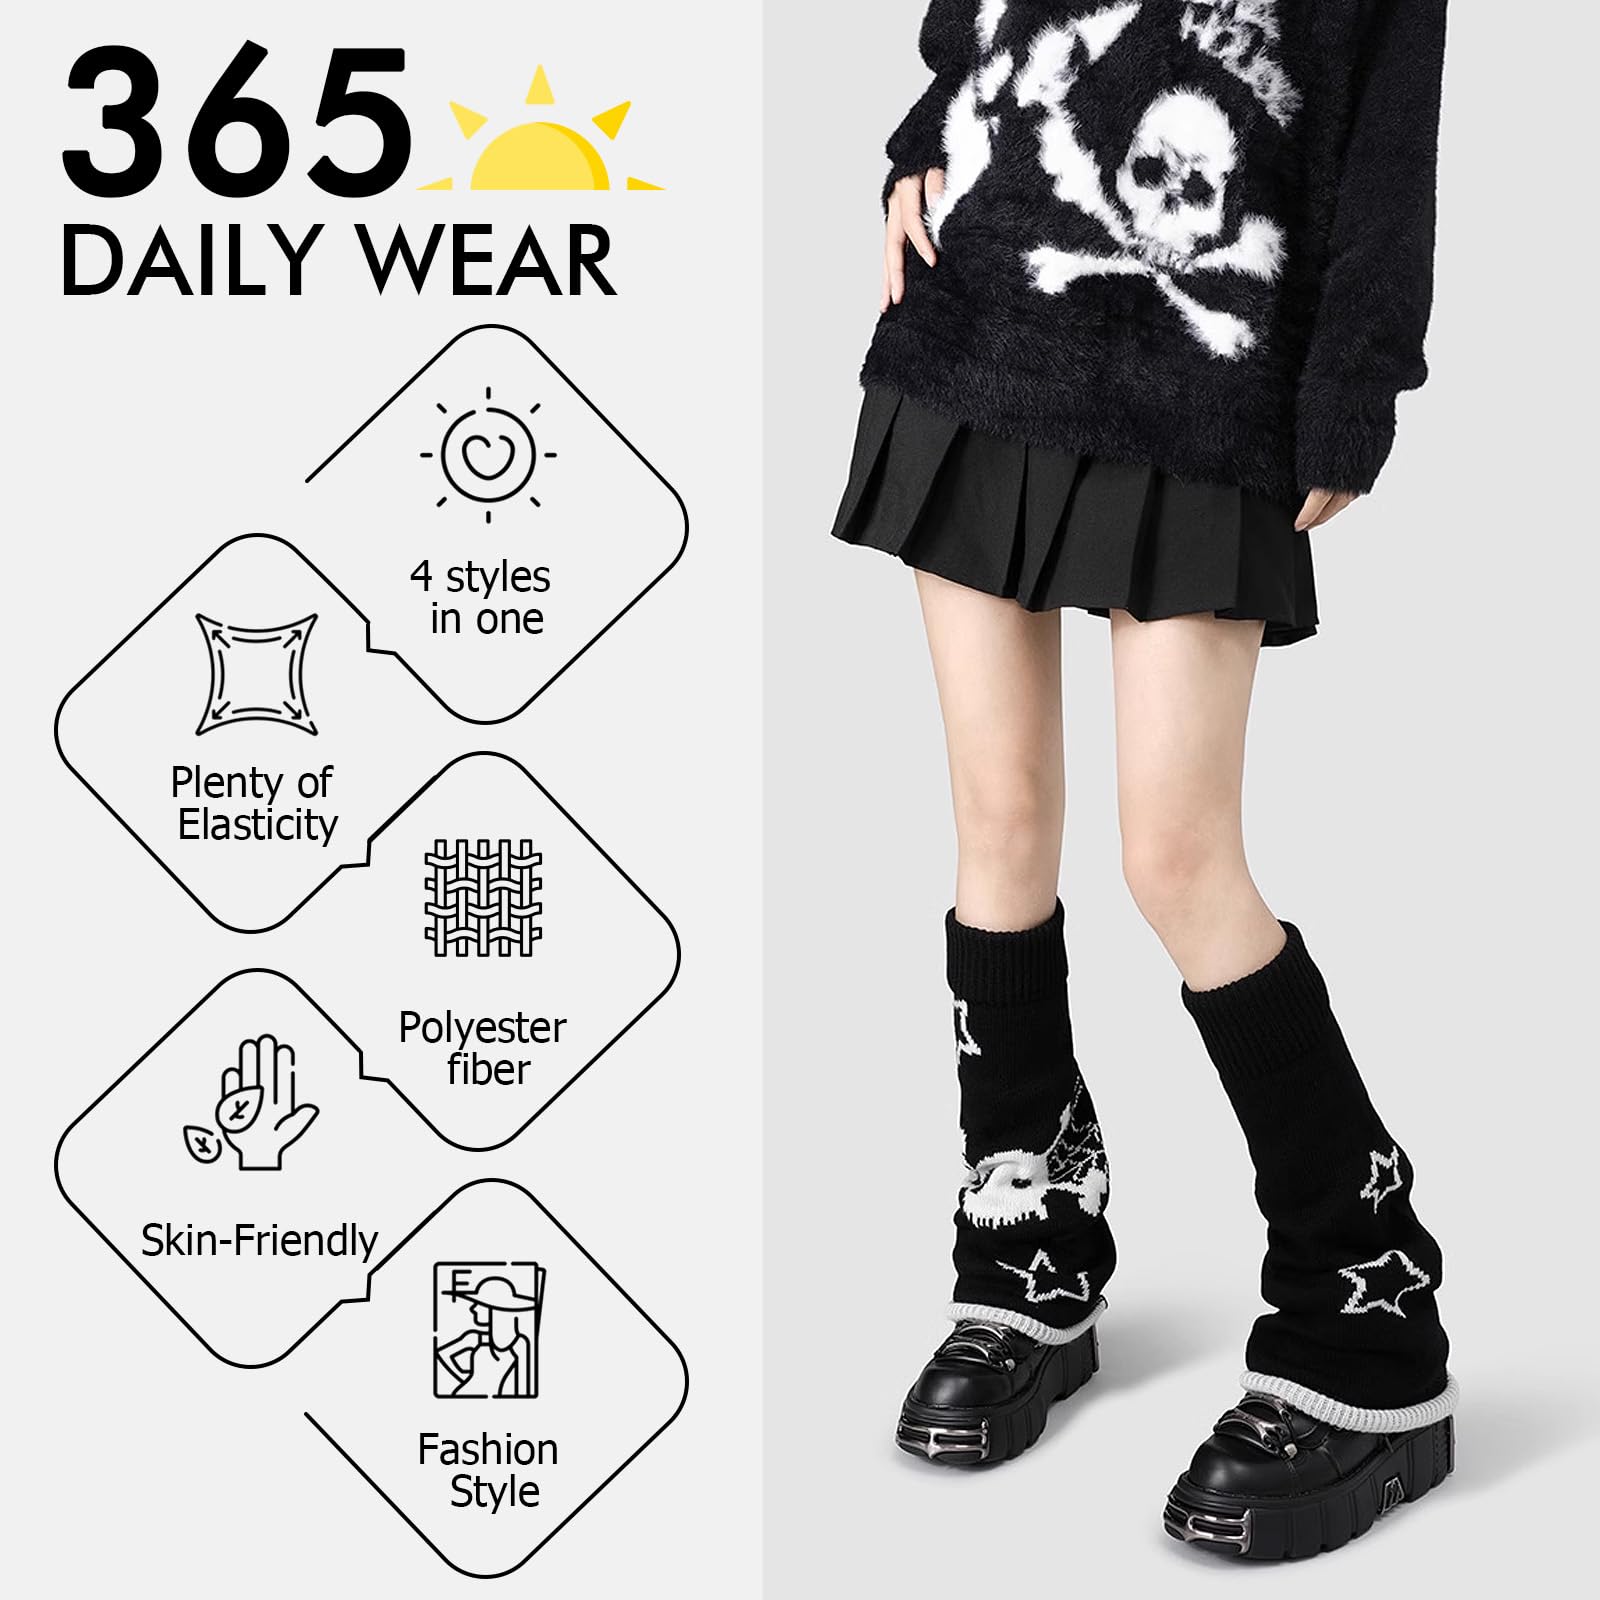 365
DAILY WEAR
4 styles
in one
Plenty of
Elasticity
Polyester
fiber
Skin-Friendly
F
Fashion
Style